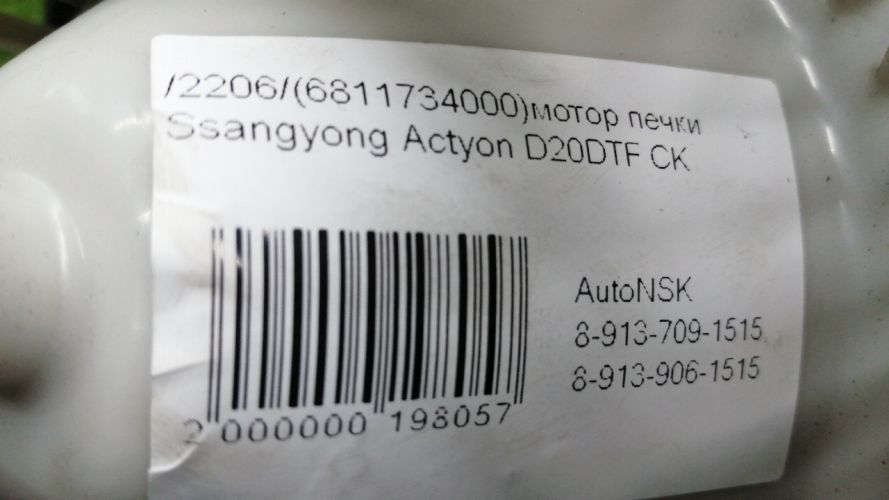 /2206/(6811734000)мотор печки
Ssangyong Actyon D20DTF CK
AutoNSK
8-913-709-1515
8-913-906-1515
2 000000 198057